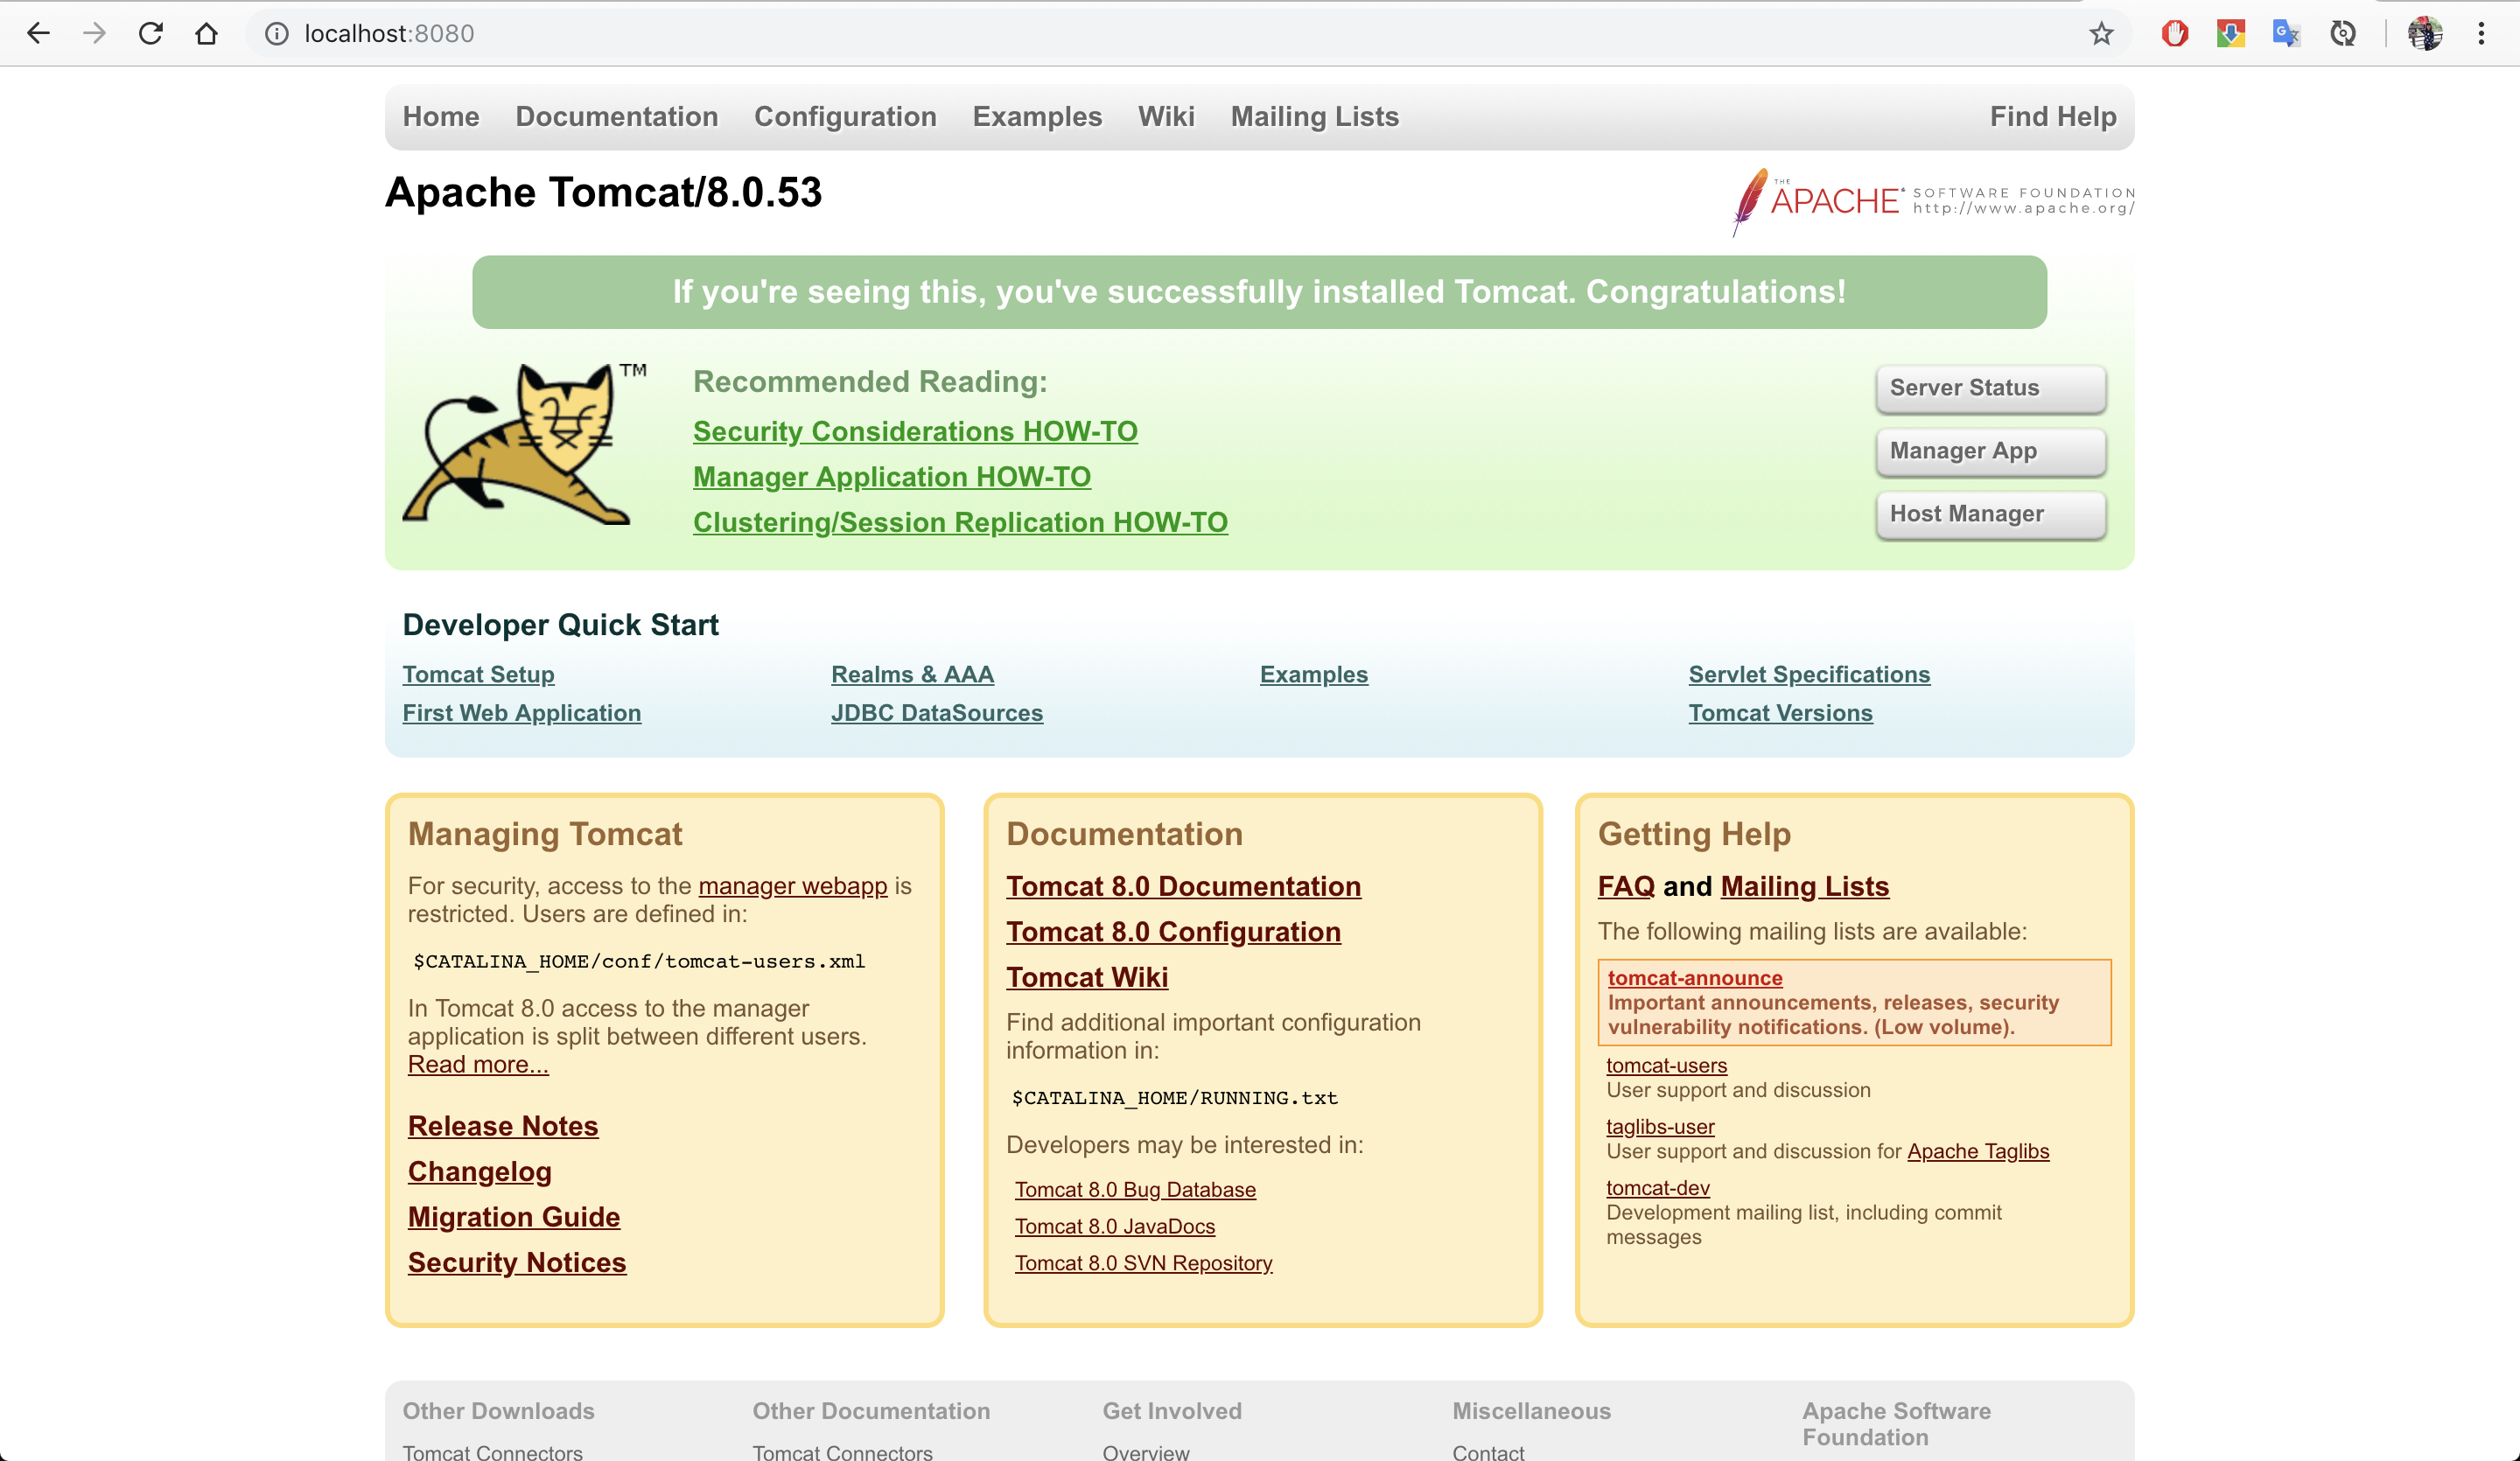 localhost:8080
Home Documentation Configuration Examples Wiki Mailing Lists Find Help
Apache Tomcat/8.0.53
THE APACHE® SOFTWARE FOUNDATION
http://www.apache.org/
If you're seeing this, you've successfully installed Tomcat. Congratulations!
TM
Recommended Reading:
Security Considerations HOW-TO
Manager Application HOW-TO
Clustering/Session Replication HOW-TO
Server Status
Manager App
Host Manager
Developer Quick Start
Tomcat Setup
First Web Application
Realms & AAA
JDBC DataSources
Examples
Servlet Specifications
Tomcat Versions
Managing Tomcat
For security, access to the manager webapp is
restricted. Users are defined in:
$CATALINA_HOME/conf/tomcat-users.xml
In Tomcat 8.0 access to the manager
application is split between different users.
Read more...
Release Notes
Changelog
Migration Guide
Security Notices
Documentation
Tomcat 8.0 Documentation
Tomcat 8.0 Configuration
Tomcat Wiki
Find additional important configuration
information in:
$CATALINA_HOME/RUNNING.txt
Developers may be interested in:
Tomcat 8.0 Bug Database
Tomcat 8.0 JavaDocs
Tomcat 8.0 SVN Repository
Getting Help
FAQ and Mailing Lists
The following mailing lists are available:
tomcat-announce
Important announcements, releases, security
vulnerability notifications. (Low volume).
tomcat-users
User support and discussion
taglibs-user
User support and discussion for Apache Taglibs
tomcat-dev
Development mailing list, including commit
messages
Other Downloads
Tomcat Connectors
Other Documentation
Tomcat Connectors
Get Involved
Overview
Miscellaneous
Contact
Apache Software
Foundation